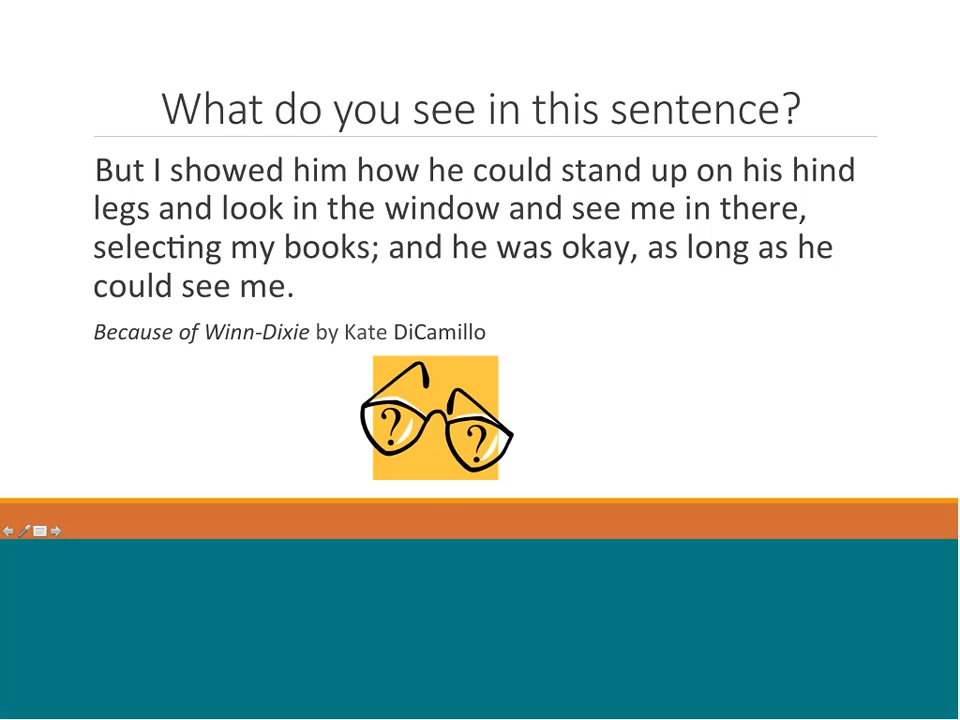 What do you see in this sentence?
But I showed him how he could stand up on his hind
legs and look in the window and see me in there,
selecting my books; and he was okay, as long as he
could see me.
Because of Winn-Dixie by Kate DiCamillo
? ?